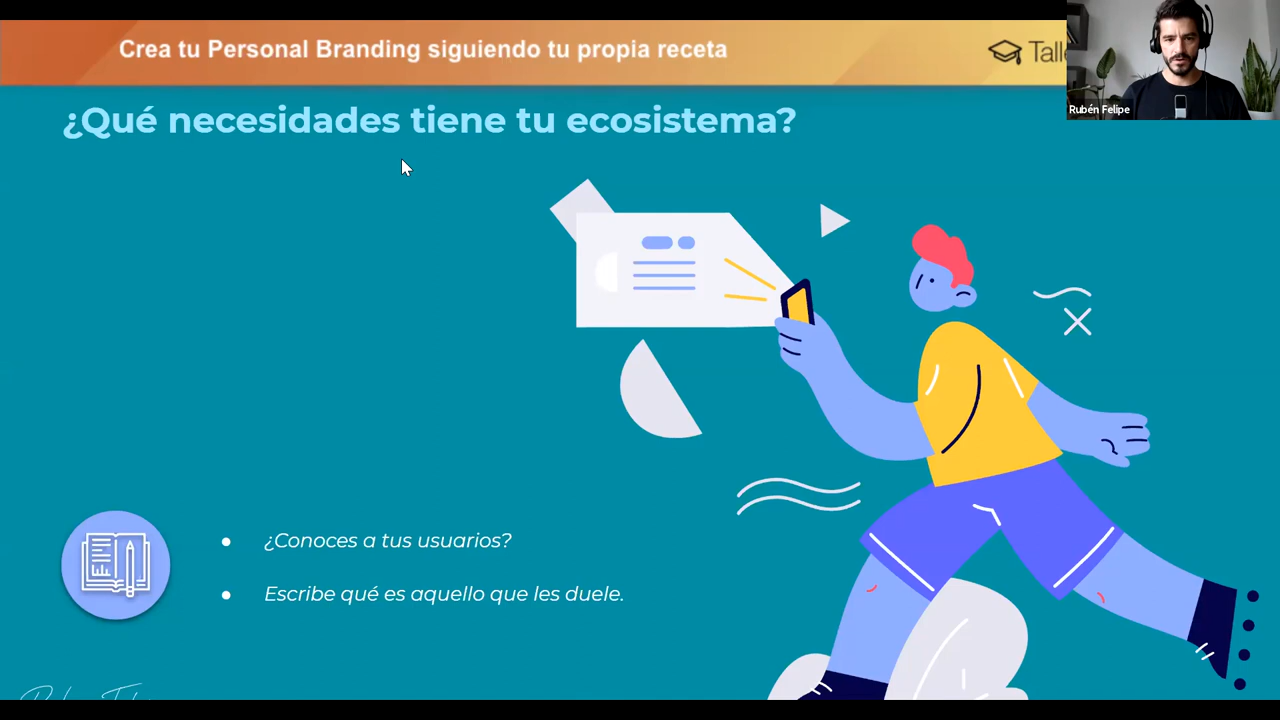 Crea tu Personal Branding siguiendo tu propia receta
Rubén Felipe
¿Qué necesidades tiene tu ecosistema?
¿Conoces a tus usuarios?
Escribe qué es aquello que les duele.